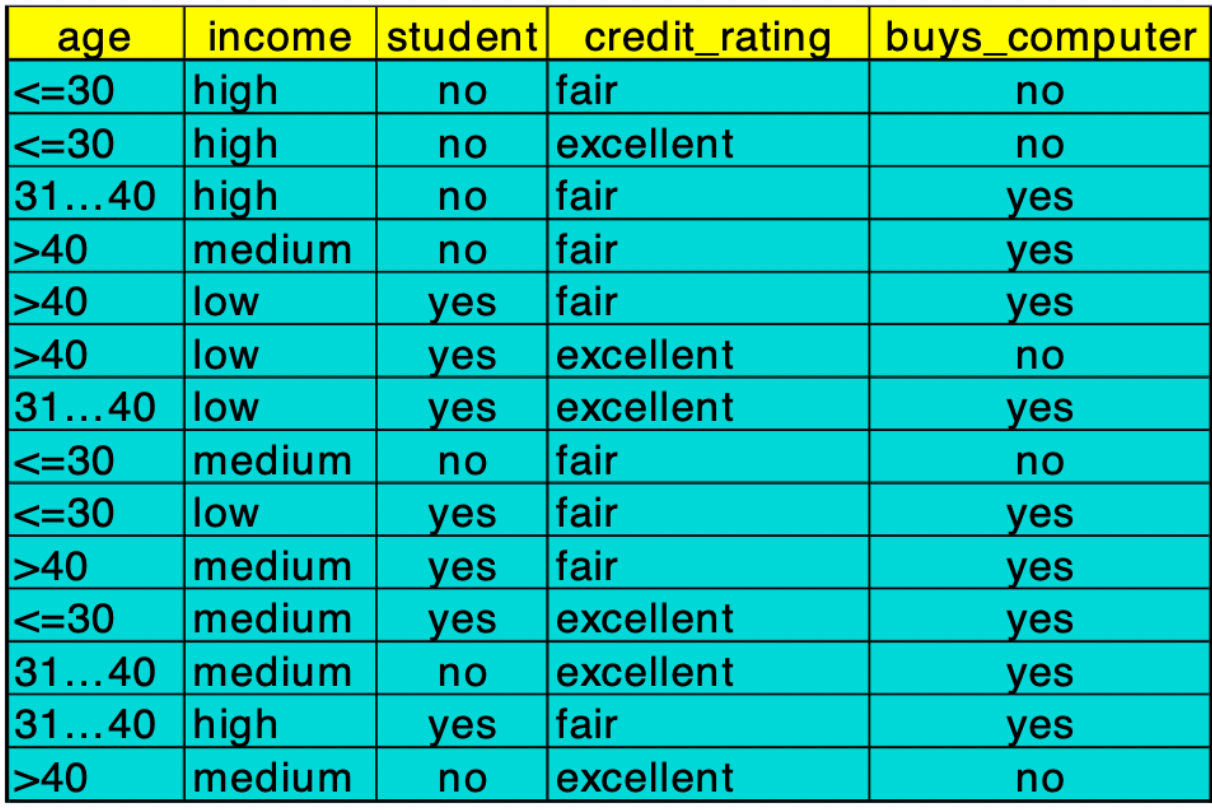 age income student credit_rating buys_computer
<=30 high no fair no
<=30 high no excellent no
31…40 high no fair yes
>40 medium no fair yes
>40 low yes fair yes
>40 low yes excellent no
31…40 low yes excellent yes
<=30 medium no fair no
<=30 low yes fair yes
>40 medium yes fair yes
<=30 medium yes excellent yes
31…40 medium no excellent yes
31…40 high yes fair yes
>40 medium no excellent no